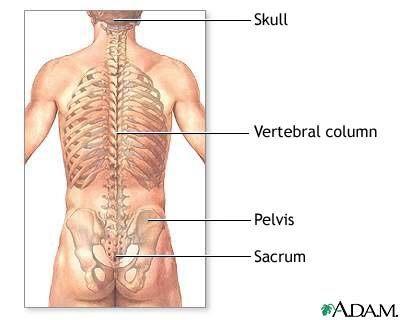 Skull
Vertebral column
Pelvis
Sacrum
A.D.A.M.